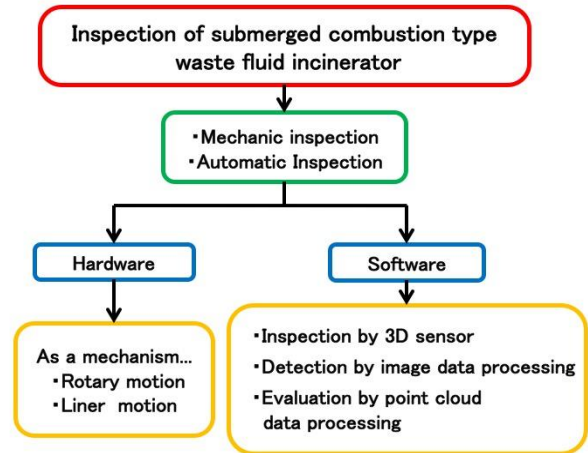 Inspection of submerged combustion type
waste fluid incinerator
・Mechanic inspection
・Automatic Inspection
Hardware
Software
As a mechanism...
・Rotary motion
・Liner motion
・Inspection by 3D sensor
・Detection by image data processing
・Evaluation by point cloud
data processing